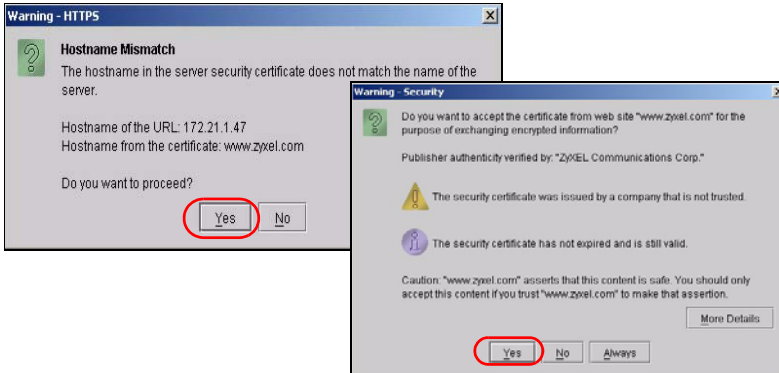 Warning - HTTPS
Hostname Mismatch
The hostname in the server security certificate does not match the name of the
server.
Hostname of the URL: 172.21.1.47
Hostname from the certificate: www.zyxel.com
Do you want to proceed?
Yes
No
Warning - Security
Do you want to accept the certificate from web site "www.zyxel.com" for the
purpose of exchanging encrypted information?
Publisher authenticity verified by: "ZyXEL Communications Corp."
The security certificate was issued by a company that is not trusted.
The security certificate has not expired and is still valid.
Caution: "www.zyxel.com" asserts that this content is safe. You should only
accept this content if you trust "www.zyxel.com" to make that assertion.
More Details
Yes
No
Always